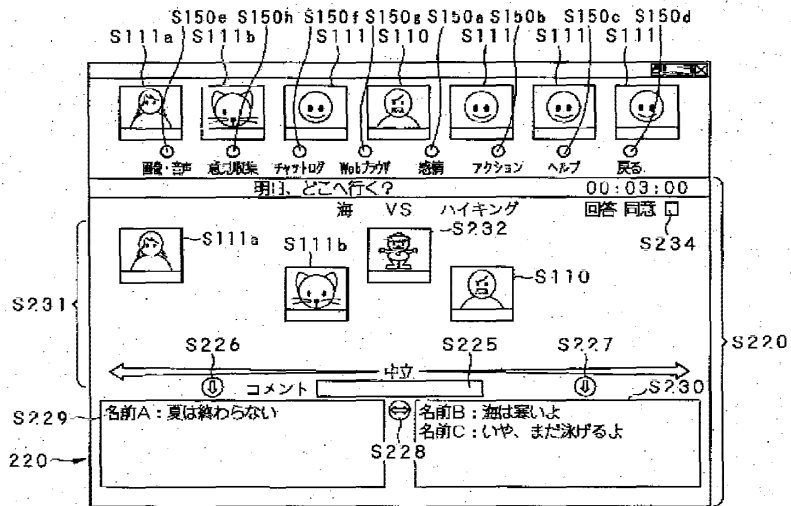 S150e S150h S150f S150g S150a S150b S150c S150d
S111a S111b S111 S110 S111 S111 S111
画像・音声 意見収集 チャットログ Webブラウザ 感情 アクション ヘルプ 戻る
明日、どこへ行く? 00:03:00
海 VS ハイキング 回答 同意
S111a S111b S232 S234
S110
S231
S220
S226 中立 S225 S227
コメント S230
S229 名前A:夏は終わらない 名前B:海は寒いよ
名前C:いや、まだ泳げるよ
220 S228